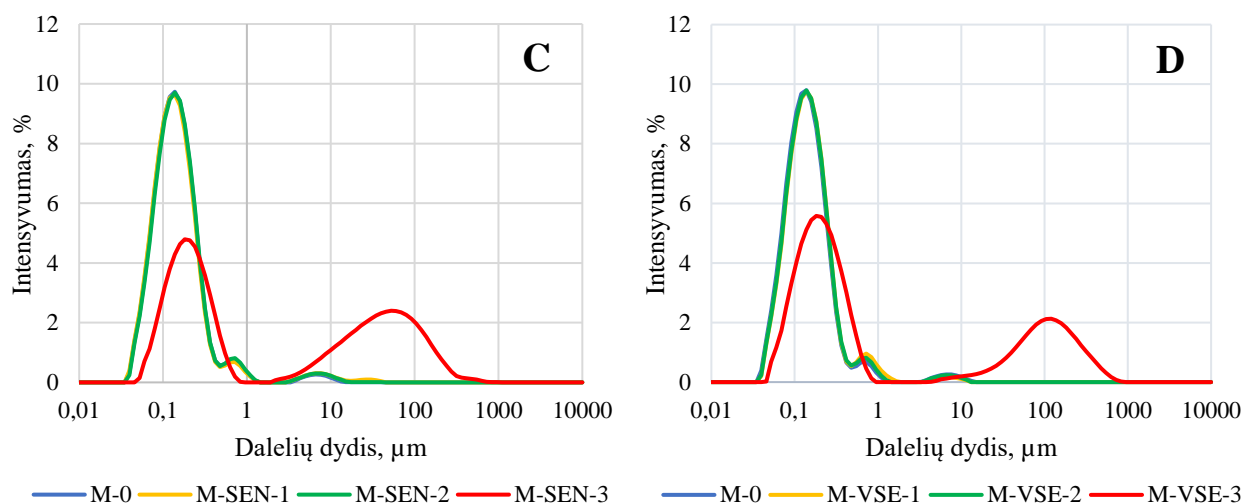 C
Intensyvumas, %
12
10
8
6
4
2
0
0,01 0,1 1 10 100 1000 10000
Dalelių dydis, µm
M-0 M-SEN-1 M-SEN-2 M-SEN-3
D
Intensyvumas, %
12
10
8
6
4
2
0
0,01 0,1 1 10 100 1000 10000
Dalelių dydis, µm
M-0 M-VSE-1 M-VSE-2 M-VSE-3